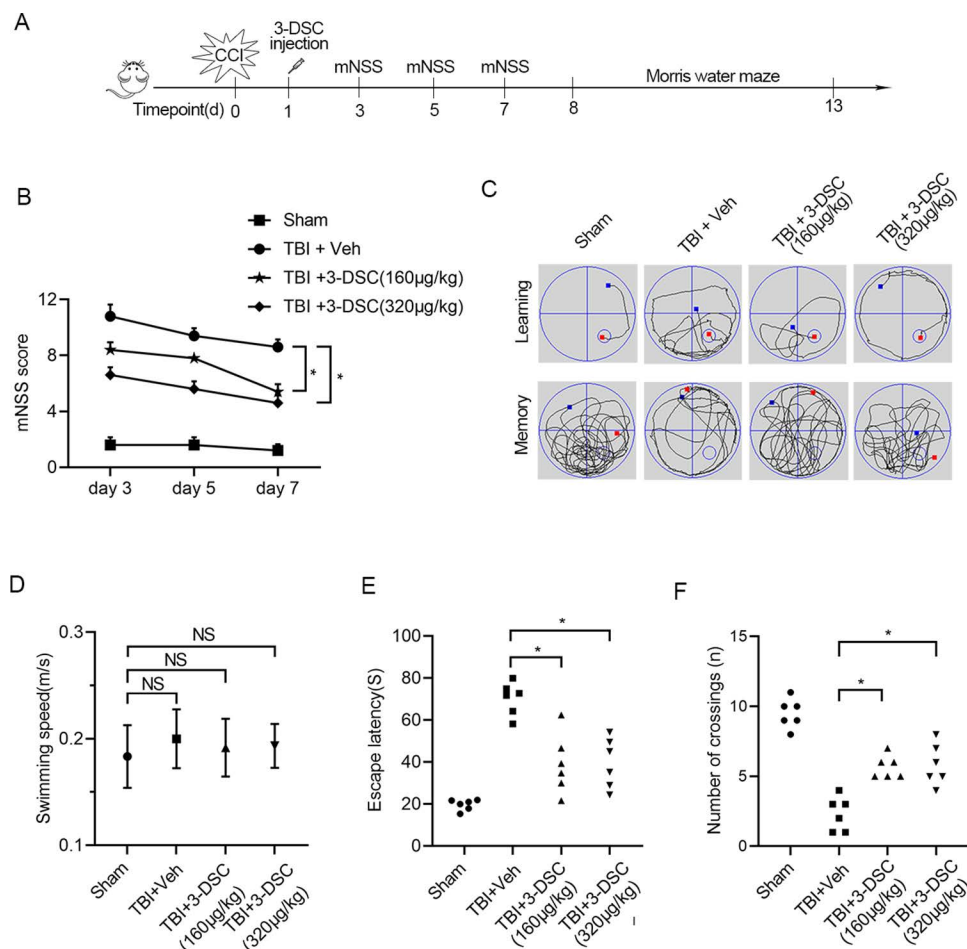 A
3-DSC
injection
CCI
mNSS mNSS mNSS Morris water maze
Timepoint(d) 0 1 3 5 7 8 13
B
Sham
TBI + Veh
TBI +3-DSC(160μg/kg)
TBI +3-DSC(320μg/kg)
mNSS score
12
8
4
0
* *
day 3 day 5 day 7
C
Sham
TBI + Veh
TBI + 3-DSC
(160μg/kg)
TBI + 3-DSC
(320μg/kg)
Learning
Memory
D
Swimming speed(m/s)
0.3
0.2
0.1
NS
NS
NS
Sham
TBI+Veh
TBI+3-DSC
(160μg/kg)
TBI+3-DSC
(320μg/kg)
E
Escape latency(S)
100
80
60
40
20
0
*
*
Sham
TBI+Veh
TBI+3-DSC
(160μg/kg)
TBI+3-DSC
(320μg/kg)
F
Number of crossings (n)
15
10
5
0
*
*
Sham
TBI+Veh
TBI+3-DSC
(160μg/kg)
TBI+3-DSC
(320μg/kg)